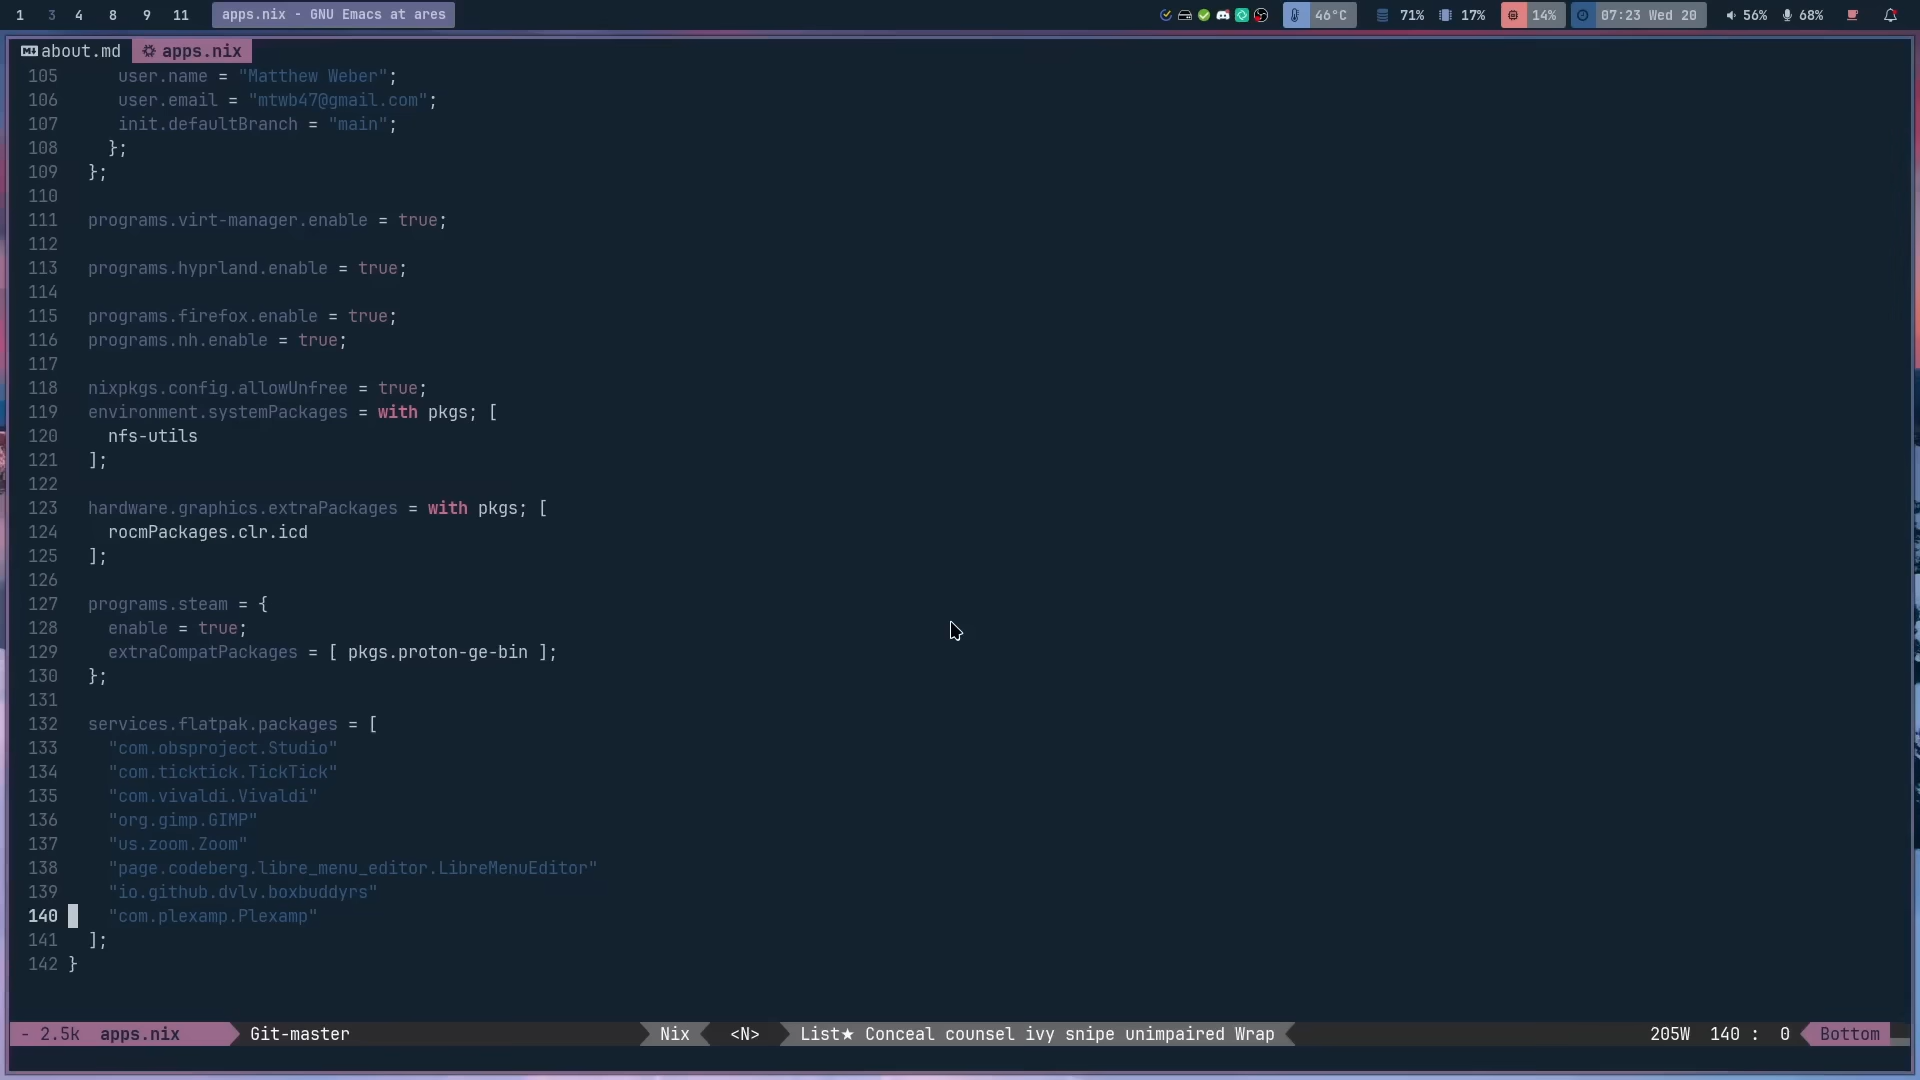 1 3 4 8 9 11 apps.nix - GNU Emacs at ares 46°C 71% 17% 14% 07:23 Wed 20 56% 68%
about.md apps.nix
105 user.name = "Matthew Weber";
106 user.email = "mtwb47@gmail.com";
107 init.defaultBranch = "main";
108 };
109 };
110
111 programs.virt-manager.enable = true;
112
113 programs.hyprland.enable = true;
114
115 programs.firefox.enable = true;
116 programs.nh.enable = true;
117
118 nixpkgs.config.allowUnfree = true;
119 environment.systemPackages = with pkgs; [
120 nfs-utils
121 ];
122
123 hardware.graphics.extraPackages = with pkgs; [
124 rocmPackages.clr.icd
125 ];
126
127 programs.steam = {
128 enable = true;
129 extraCompatPackages = [ pkgs.proton-ge-bin ];
130 };
131
132 services.flatpak.packages = [
133 "com.obsproject.Studio"
134 "com.ticktick.TickTick"
135 "com.vivaldi.Vivaldi"
136 "org.gimp.GIMP"
137 "us.zoom.Zoom"
138 "page.codeberg.libre_menu_editor.LibreMenuEditor"
139 "io.github.dvlv.boxbuddyrs"
140 "com.plexamp.Plexamp"
141 ];
142 }
- 2.5k apps.nix Git-master Nix <N> List★ Conceal counsel ivy snipe unimpaired Wrap 205W 140 : 0 Bottom